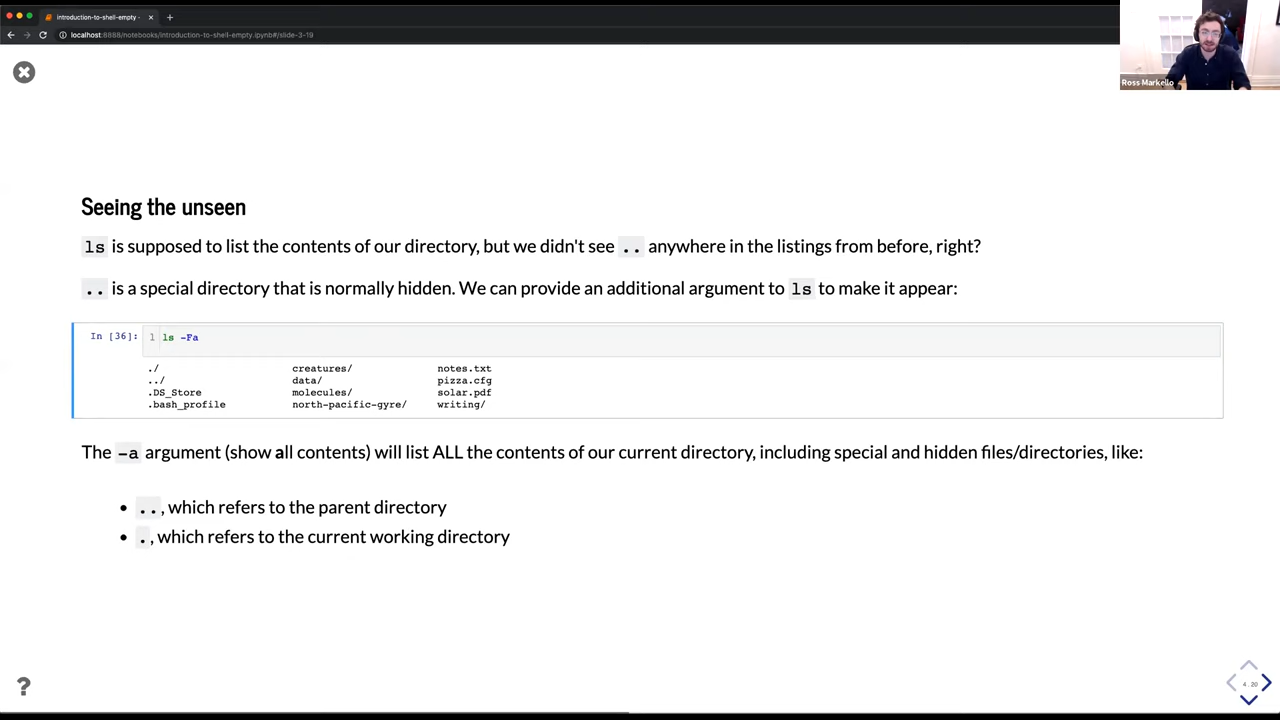 introduction-to-shell-empty -
localhost:8888/notebooks/introduction-to-shell-empty.ipynb#/slide-3-19
Ross Markello
Seeing the unseen
ls is supposed to list the contents of our directory, but we didn't see .. anywhere in the listings from before, right?
.. is a special directory that is normally hidden. We can provide an additional argument to ls to make it appear:
In [36]: 1 ls -Fa
./ creatures/ notes.txt
../ data/ pizza.cfg
.DS_Store molecules/ solar.pdf
.bash_profile north-pacific-gyre/ writing/
The -a argument (show all contents) will list ALL the contents of our current directory, including special and hidden files/directories, like:
• .., which refers to the parent directory
• ., which refers to the current working directory
?
4.20